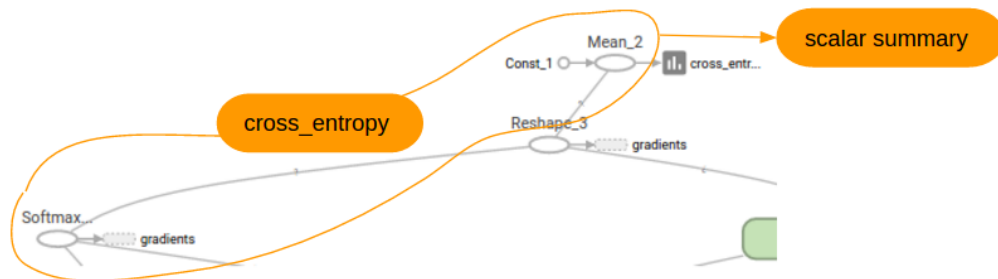 scalar summary
Mean_2
Const_1
cross_entr...
cross_entropy
Reshape_3
gradients
Softmax...
gradients